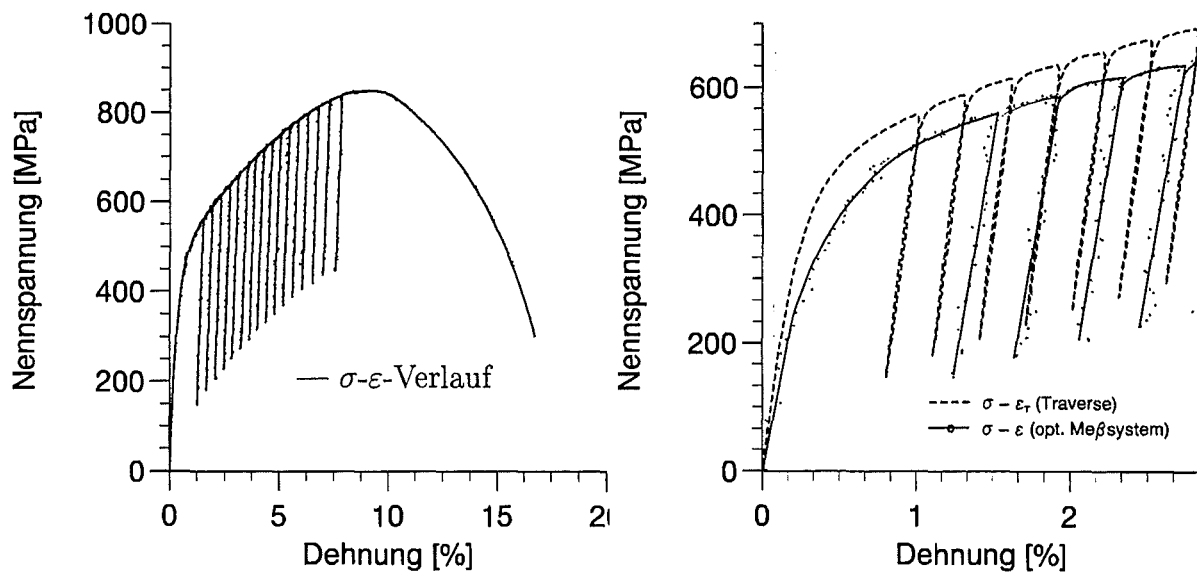 1000
800
600
400
200
0
Nennspannung [MPa]
σ-ε-Verlauf
0 5 10 15 2
Dehnung [%]
600
400
200
0
Nennspannung [MPa]
σ − ε_T (Traverse)
σ − ε (opt. Meβsystem)
0 1 2
Dehnung [%]